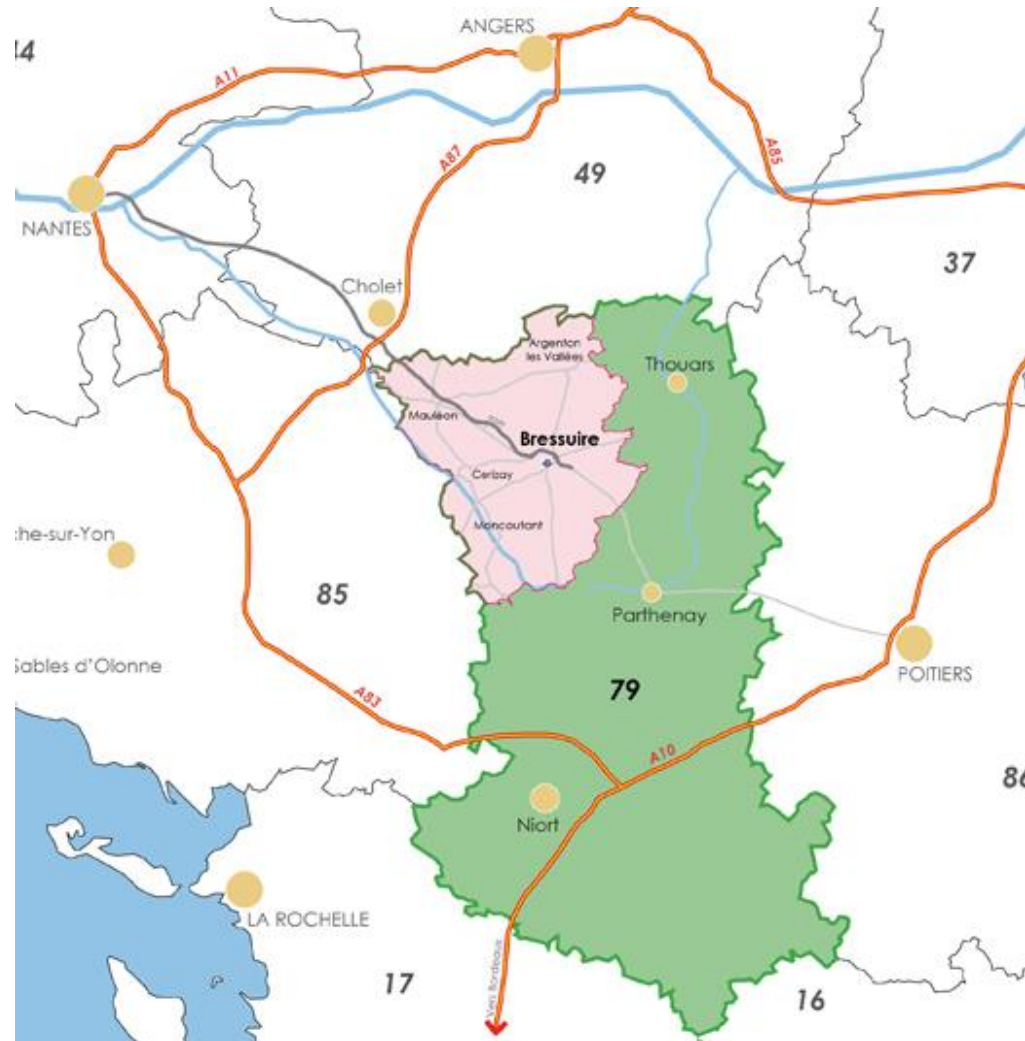 ANGERS
44
A11
A87
A85
49
NANTES
37
Cholet
Argenton
les Vallées
Thouars
Mauléon
Bressuire
Cerizay
Moncoutant
che-sur-Yon
85
Parthenay
Sables d'Olonne
POITIERS
79
A83
A10
86
Niort
LA ROCHELLE
Vers Bordeaux
17
16